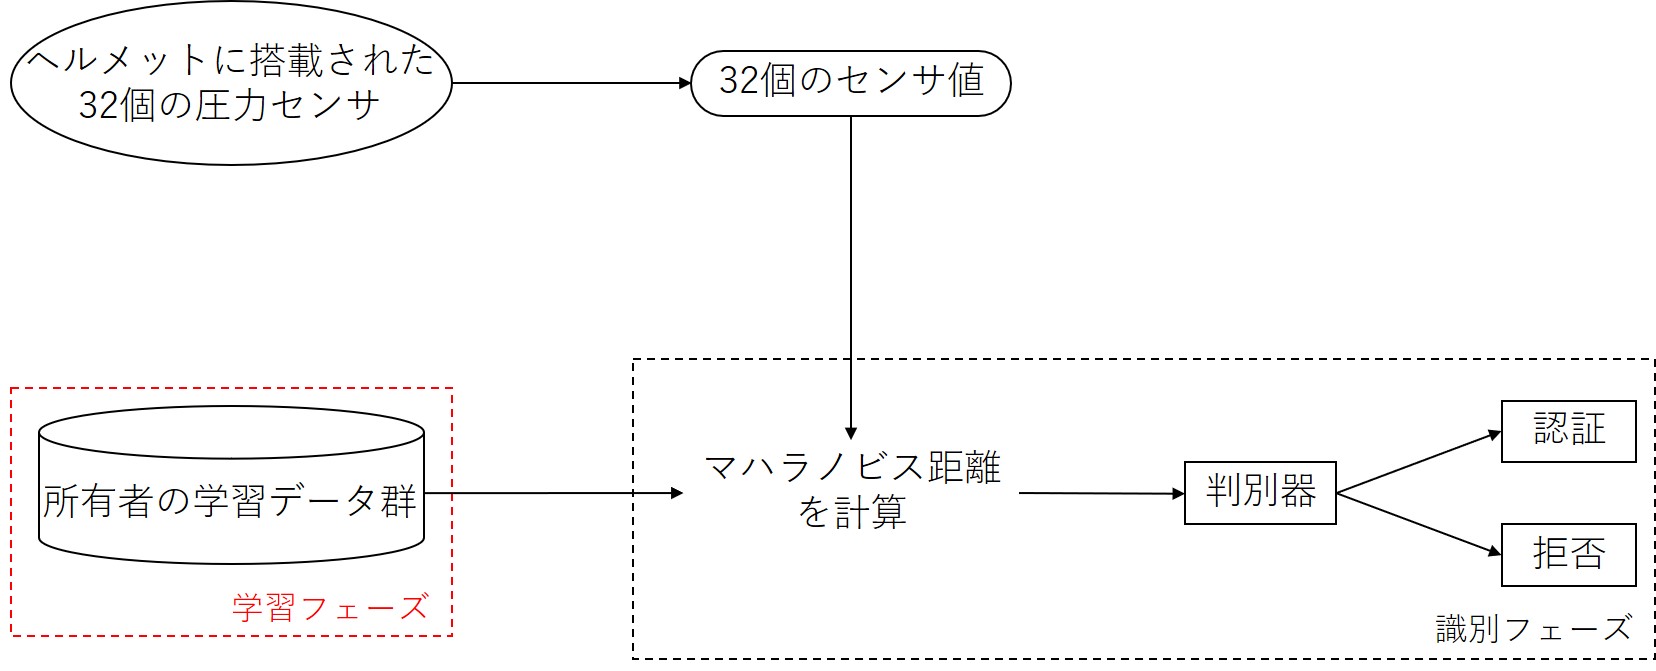 ヘルメットに搭載された
32個の圧力センサ
32個のセンサ値
所有者の学習データ群
学習フェーズ
マハラノビス距離
を計算
判別器
認証
拒否
識別フェーズ